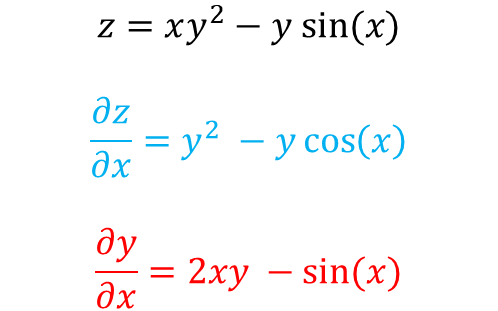 z = xy² − y sin(x)
∂z/∂x = y² − y cos(x)
∂y/∂x = 2xy − sin(x)